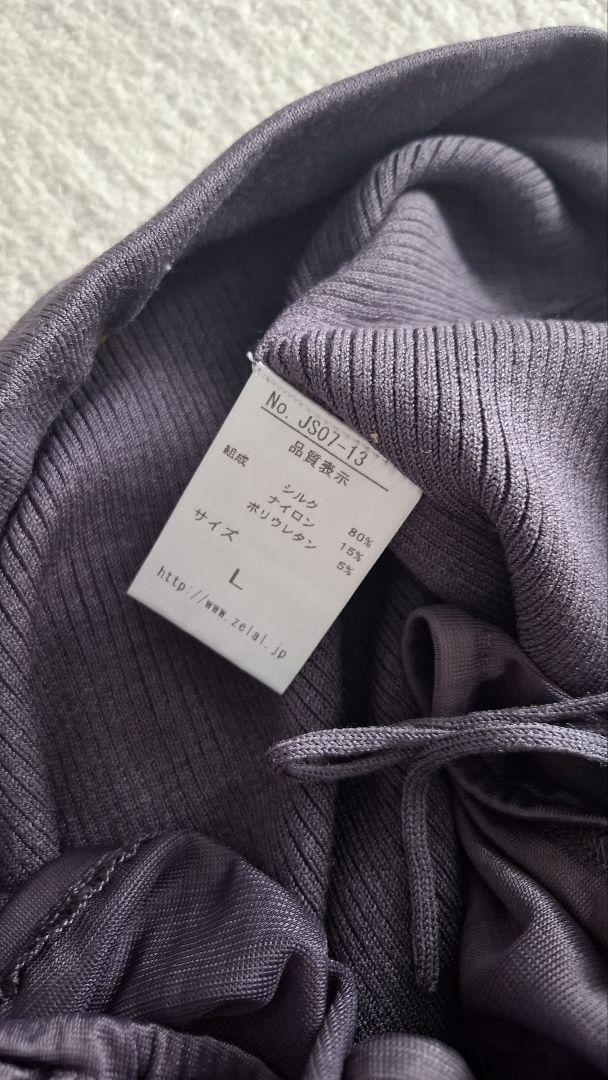 No. JS07-13
品質表示
組成
シルク 80%
ナイロン 15%
ポリウレタン 5%
サイズ
L
http://www.zelal.jp